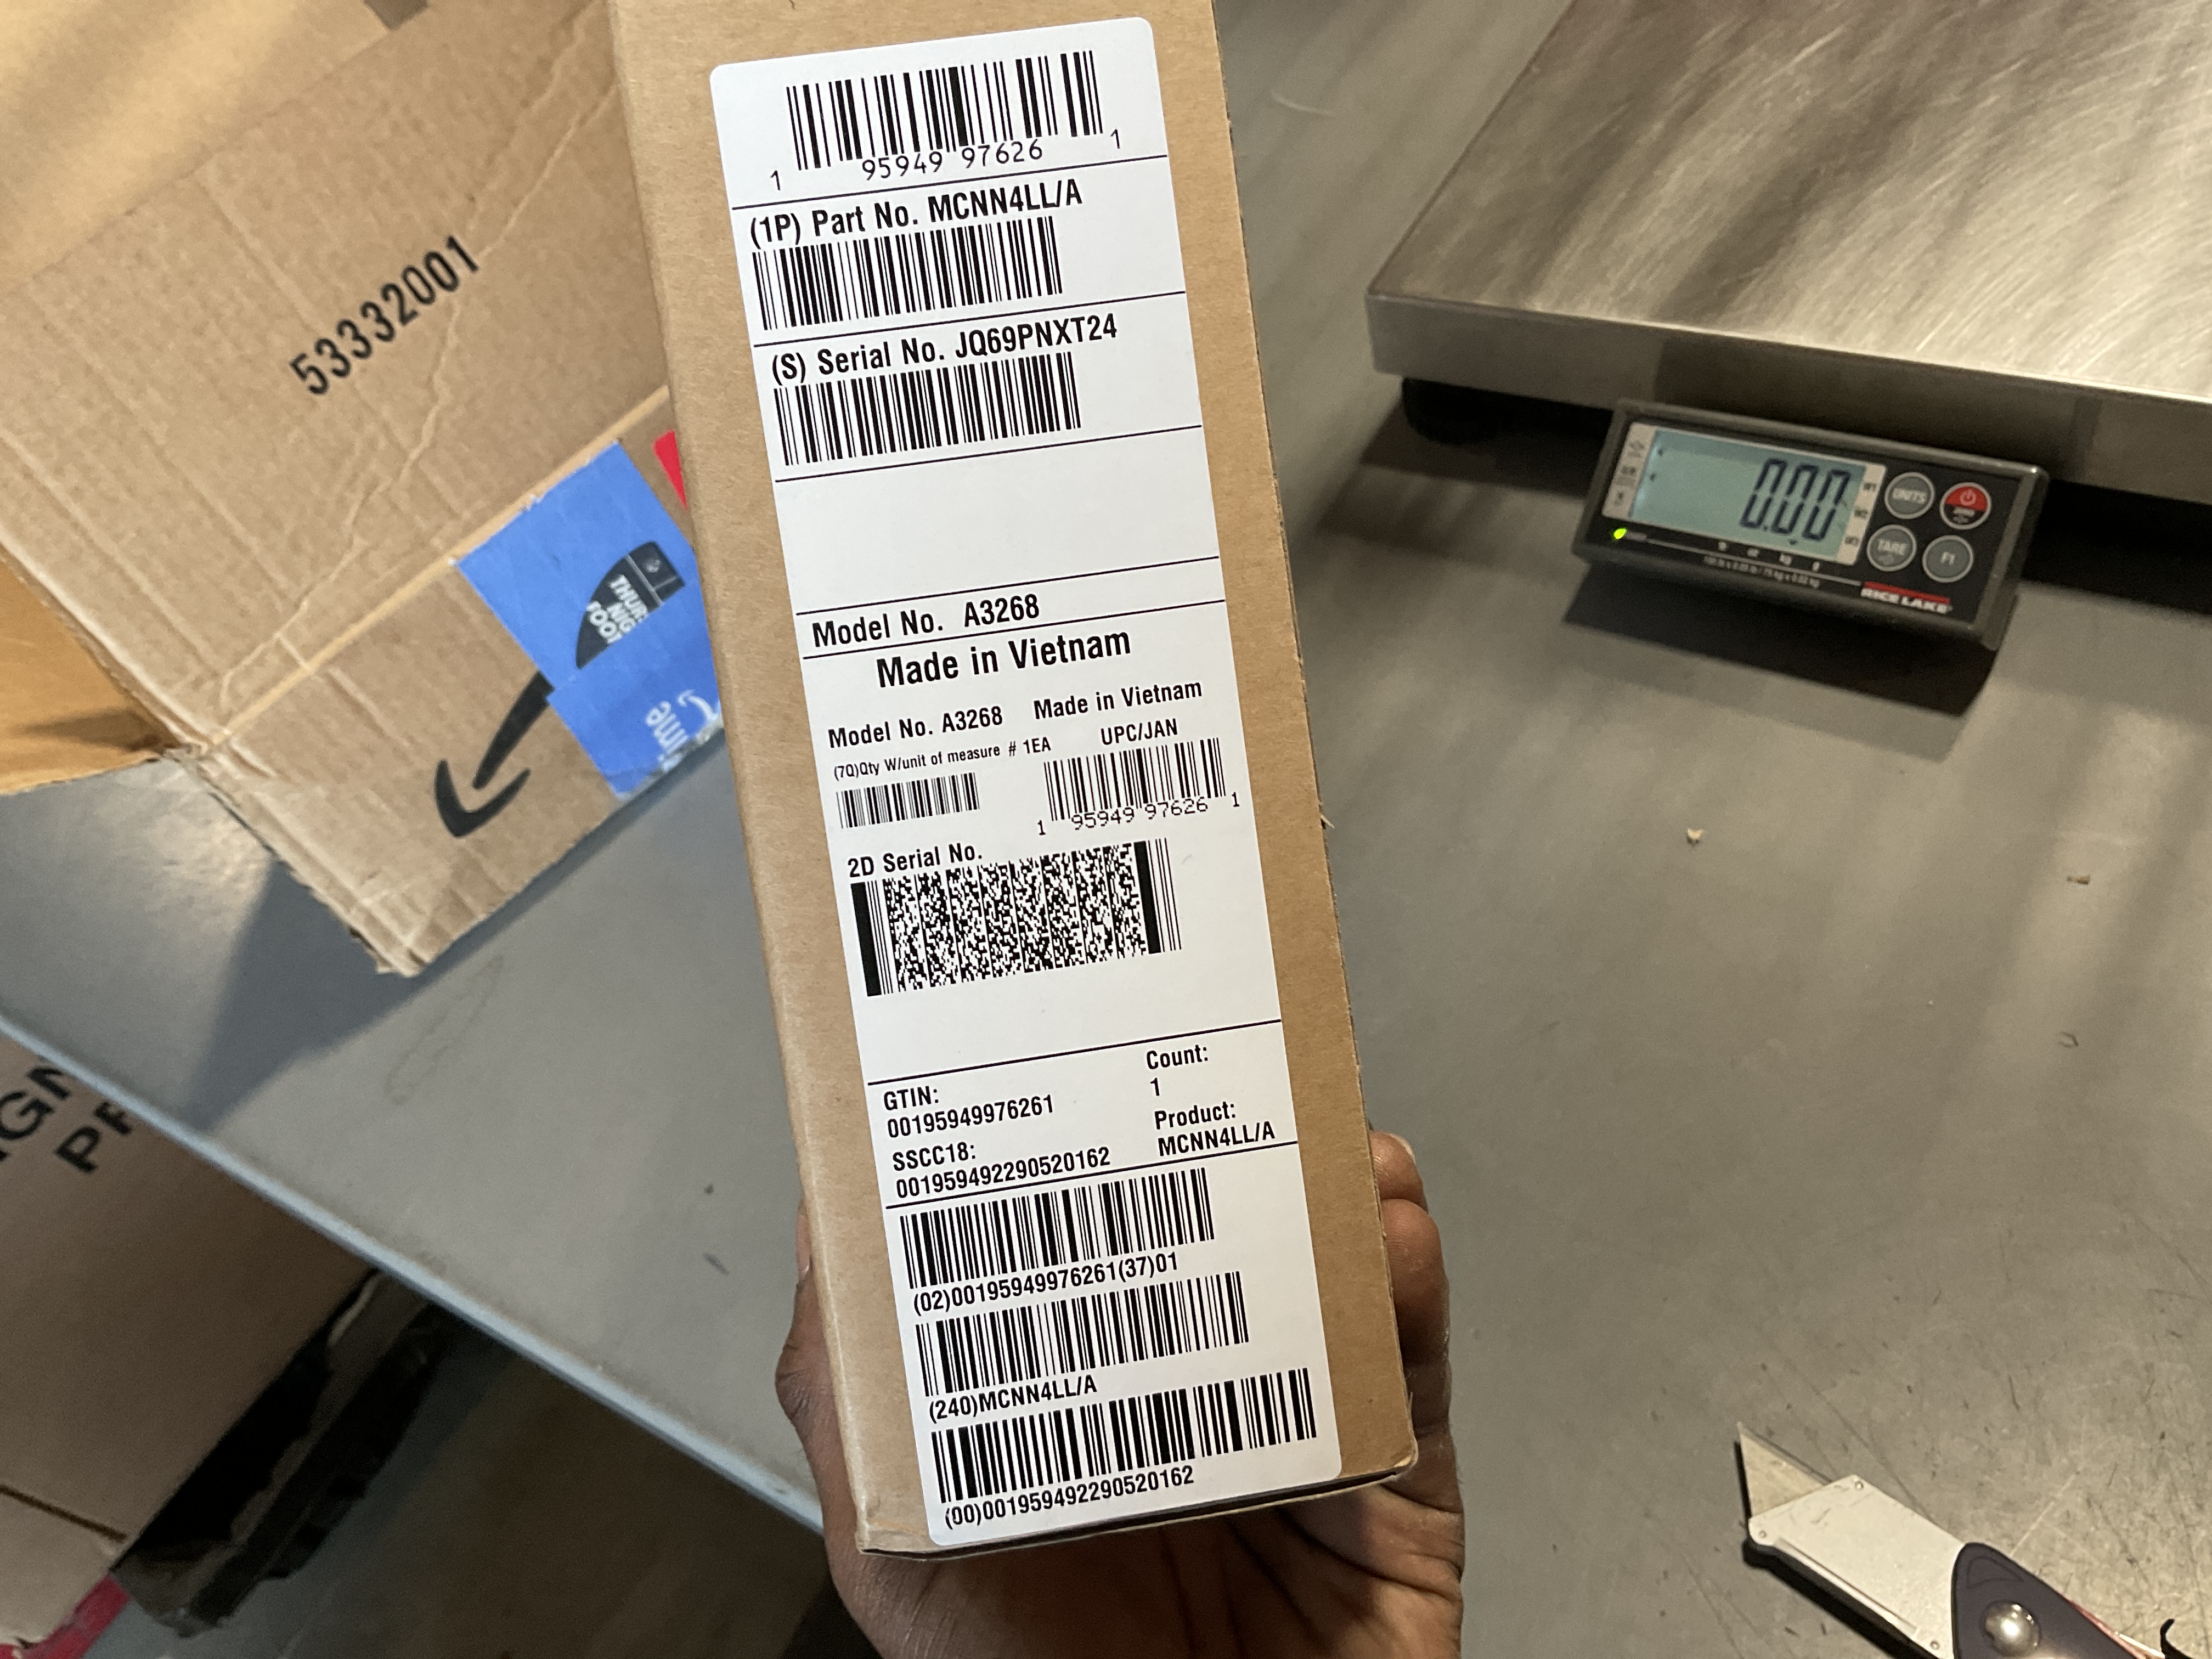 1 95949 97626 1
(1P) Part No. MCNN4LL/A
(S) Serial No. JQ69PNXT24
Model No. A3268
Made in Vietnam
Model No. A3268 Made in Vietnam
(7Q)Qty W/unit of measure # 1EA UPC/JAN
1 95949 97626 1
2D Serial No.
GTIN:
00195949976261
Count:
1
SSCC18:
001959492290520162
Product:
MCNN4LL/A
(02)00195949976261(37)01
(240)MCNN4LL/A
(00)001959492290520162
53332001
0.00
UNITS
TARE
F1
RICE LAKE